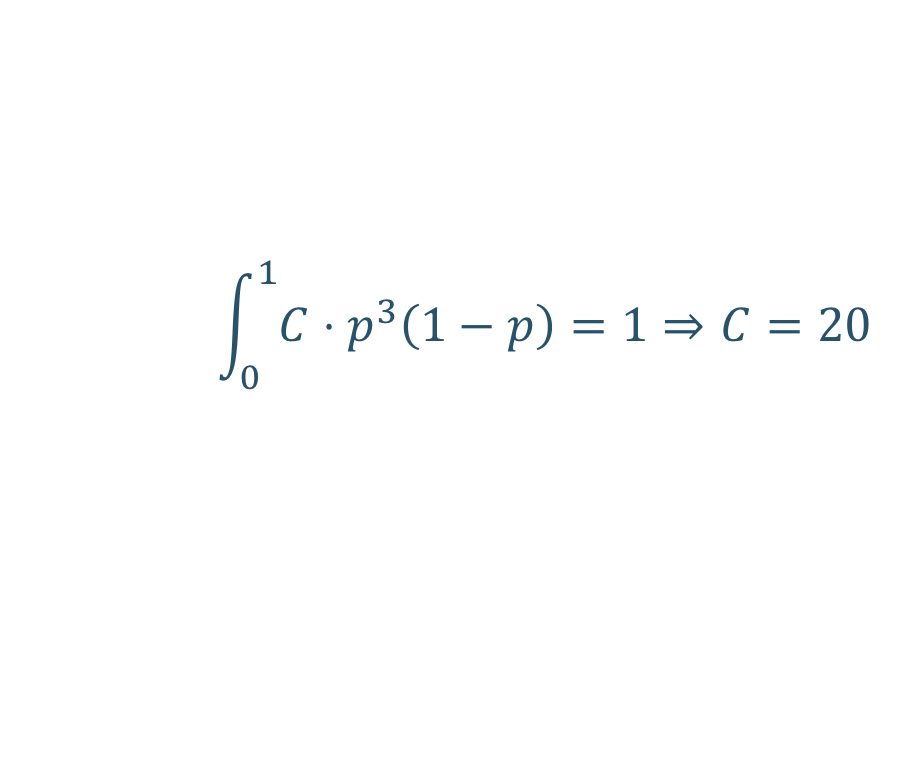 ∫₀¹ C · p³(1 − p) = 1 ⇒ C = 20